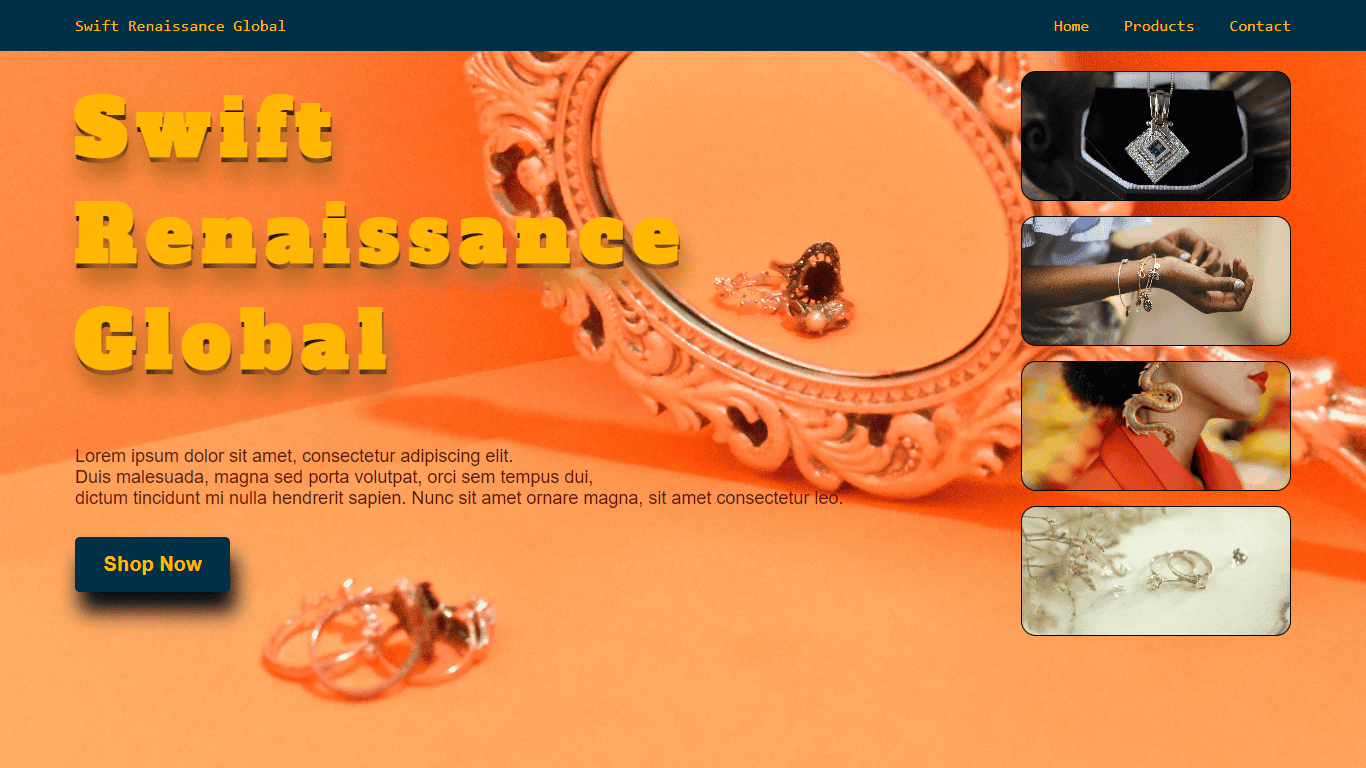 Swift Renaissance Global
Home Products Contact
Swift
Renaissance
Global
Lorem ipsum dolor sit amet, consectetur adipiscing elit.
Duis malesuada, magna sed porta volutpat, orci sem tempus dui,
dictum tincidunt mi nulla hendrerit sapien. Nunc sit amet ornare magna, sit amet consectetur leo.
Shop Now